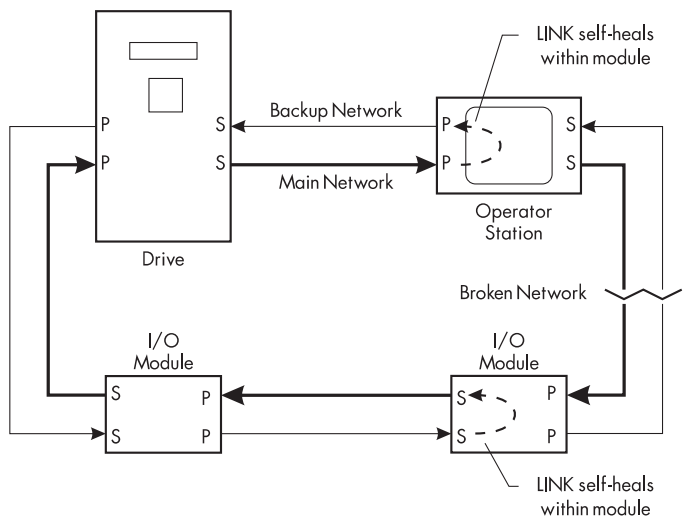 LINK self-heals
within module
P
S
Backup Network
P
S
P
S
Main Network
P
S
Operator
Station
Drive
Broken Network
I/O
Module
I/O
Module
S
P
S
P
S
P
S
P
LINK self-heals
within module